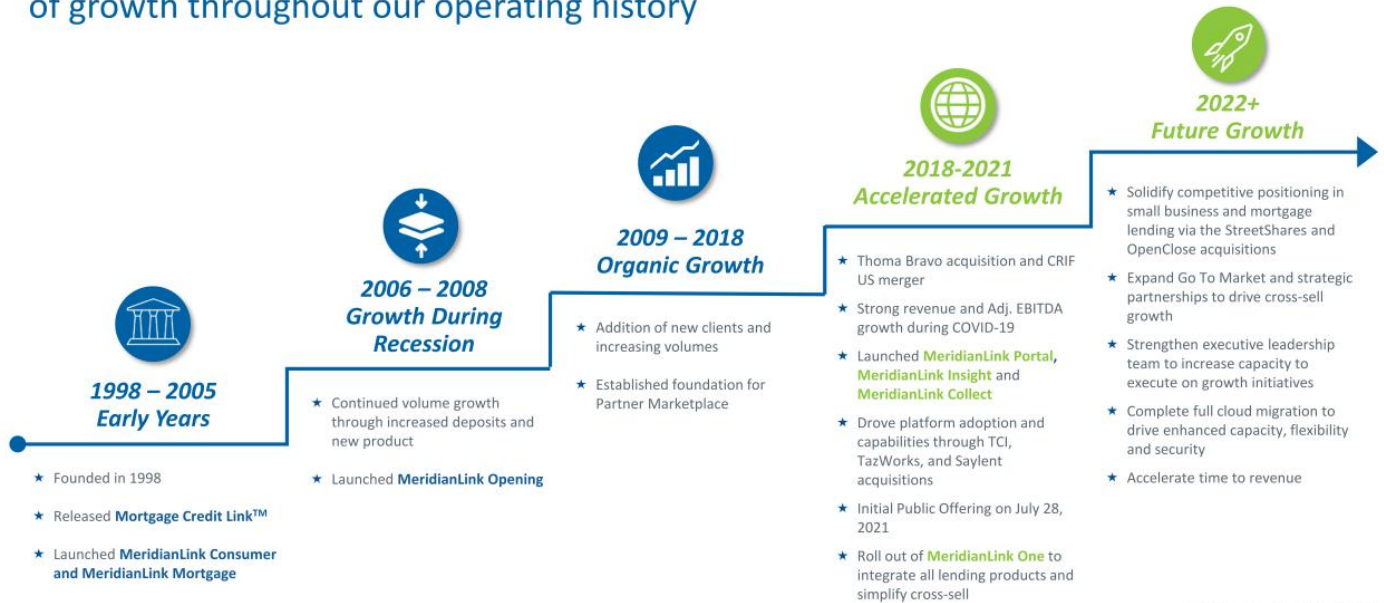 of growth throughout our operating history
1998 – 2005
Early Years
★ Founded in 1998
★ Released Mortgage Credit Link™
★ Launched MeridianLink Consumer
and MeridianLink Mortgage
2006 – 2008
Growth During
Recession
★ Continued volume growth
through increased deposits and
new product
★ Launched MeridianLink Opening
2009 – 2018
Organic Growth
★ Addition of new clients and
increasing volumes
★ Established foundation for
Partner Marketplace
2018-2021
Accelerated Growth
★ Thoma Bravo acquisition and CRIF
US merger
★ Strong revenue and Adj. EBITDA
growth during COVID-19
★ Launched MeridianLink Portal,
MeridianLink Insight and
MeridianLink Collect
★ Drove platform adoption and
capabilities through TCI,
TazWorks, and Saylent
acquisitions
★ Initial Public Offering on July 28,
2021
★ Roll out of MeridianLink One to
integrate all lending products and
simplify cross-sell
2022+
Future Growth
★ Solidify competitive positioning in
small business and mortgage
lending via the StreetShares and
OpenClose acquisitions
★ Expand Go To Market and strategic
partnerships to drive cross-sell
growth
★ Strengthen executive leadership
team to increase capacity to
execute on growth initiatives
★ Complete full cloud migration to
drive enhanced capacity, flexibility
and security
★ Accelerate time to revenue